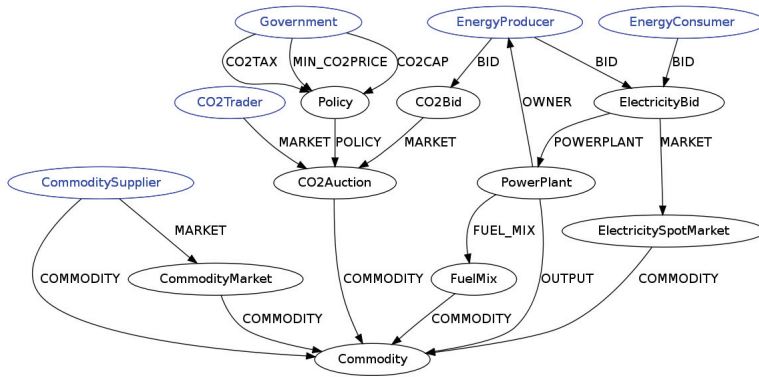 Government
EnergyProducer
EnergyConsumer
CO2TAX
MIN_CO2PRICE
CO2CAP
BID
BID
BID
CO2Trader
Policy
CO2Bid
OWNER
ElectricityBid
MARKET
POLICY
MARKET
POWERPLANT
MARKET
CommoditySupplier
CO2Auction
PowerPlant
MARKET
FUEL_MIX
ElectricitySpotMarket
COMMODITY
CommodityMarket
COMMODITY
FuelMix
OUTPUT
COMMODITY
COMMODITY
COMMODITY
Commodity